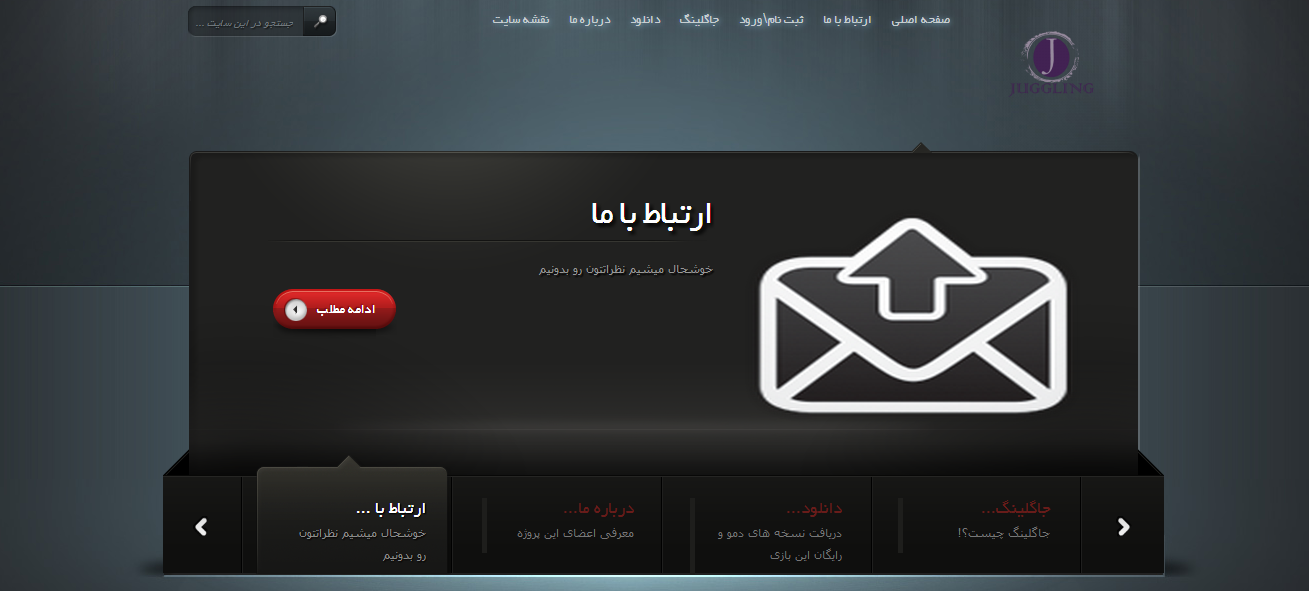 صفحه اصلی
ارتباط با ما
ثبت نام\ورود
جاگلینگ
دانلود
درباره ما
نقشه سایت
جستجو در این سایت ...
J
JUGGLING
ارتباط با ما
خوشحال میشیم نظراتتون رو بدونیم
ادامه مطلب
جاگلینگ...
جاگلینگ چیست؟!
دانلود...
دریافت نسخه های دمو و
رایگان این بازی
درباره ما...
معرفی اعضای این پروژه
ارتباط با ...
خوشحال میشیم نظراتتون
رو بدونیم